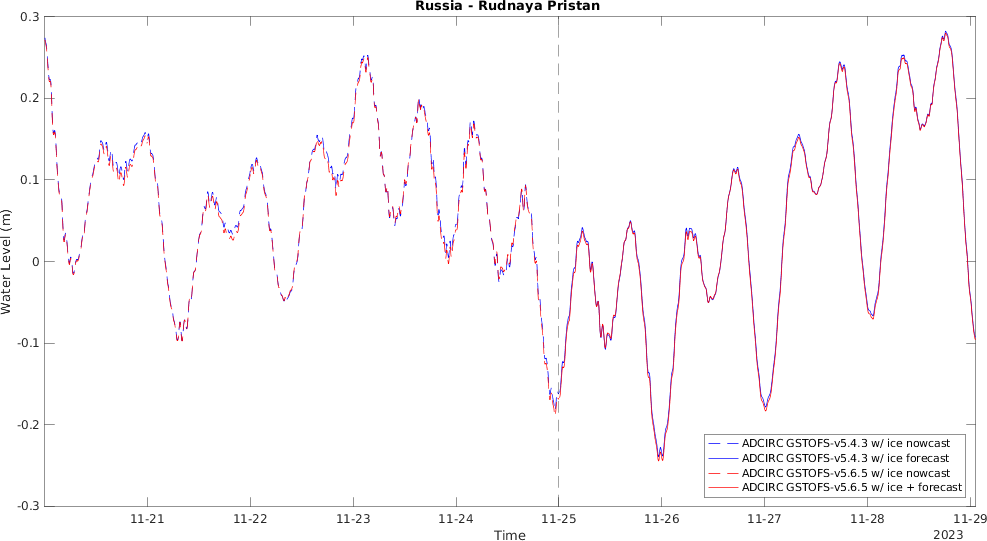 Russia - Rudnaya Pristan
0.3
0.2
0.1
0
-0.1
-0.2
-0.3
Water Level (m)
ADCIRC GSTOFS-v5.4.3 w/ ice nowcast
ADCIRC GSTOFS-v5.4.3 w/ ice forecast
ADCIRC GSTOFS-v5.6.5 w/ ice nowcast
ADCIRC GSTOFS-v5.6.5 w/ ice + forecast
11-21 11-22 11-23 11-24 11-25 11-26 11-27 11-28 11-29
Time
2023